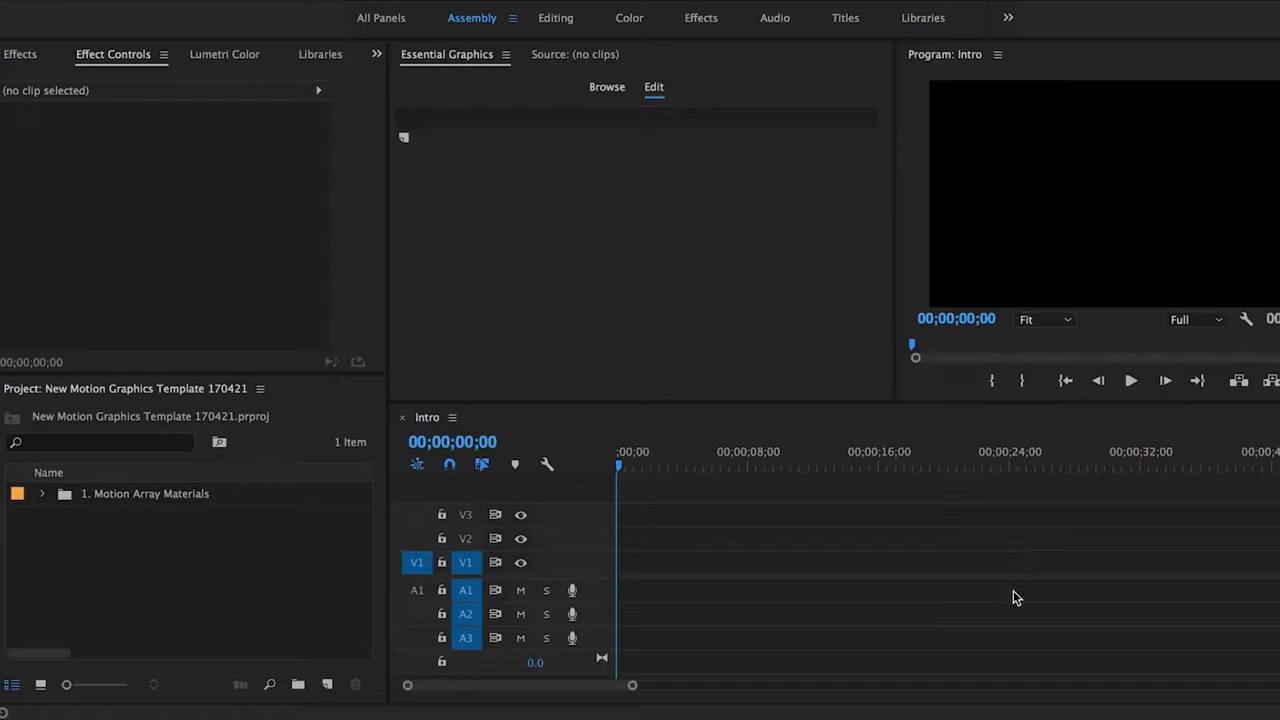 All Panels Assembly Editing Color Effects Audio Titles Libraries
Effects Effect Controls Lumetri Color Libraries
Essential Graphics Source: (no clips)
Program: Intro
(no clip selected)
Browse Edit
00;00;00;00 Fit Full
00;00;00;00
Project: New Motion Graphics Template 170421
New Motion Graphics Template 170421.prproj
1 Item
Name
1. Motion Array Materials
Intro
00;00;00;00
;00;00 00;00;08;00 00;00;16;00 00;00;24;00 00;00;32;00
V3
V2
V1 V1
A1 A1 M S
A2 M S
A3 M S
0.0